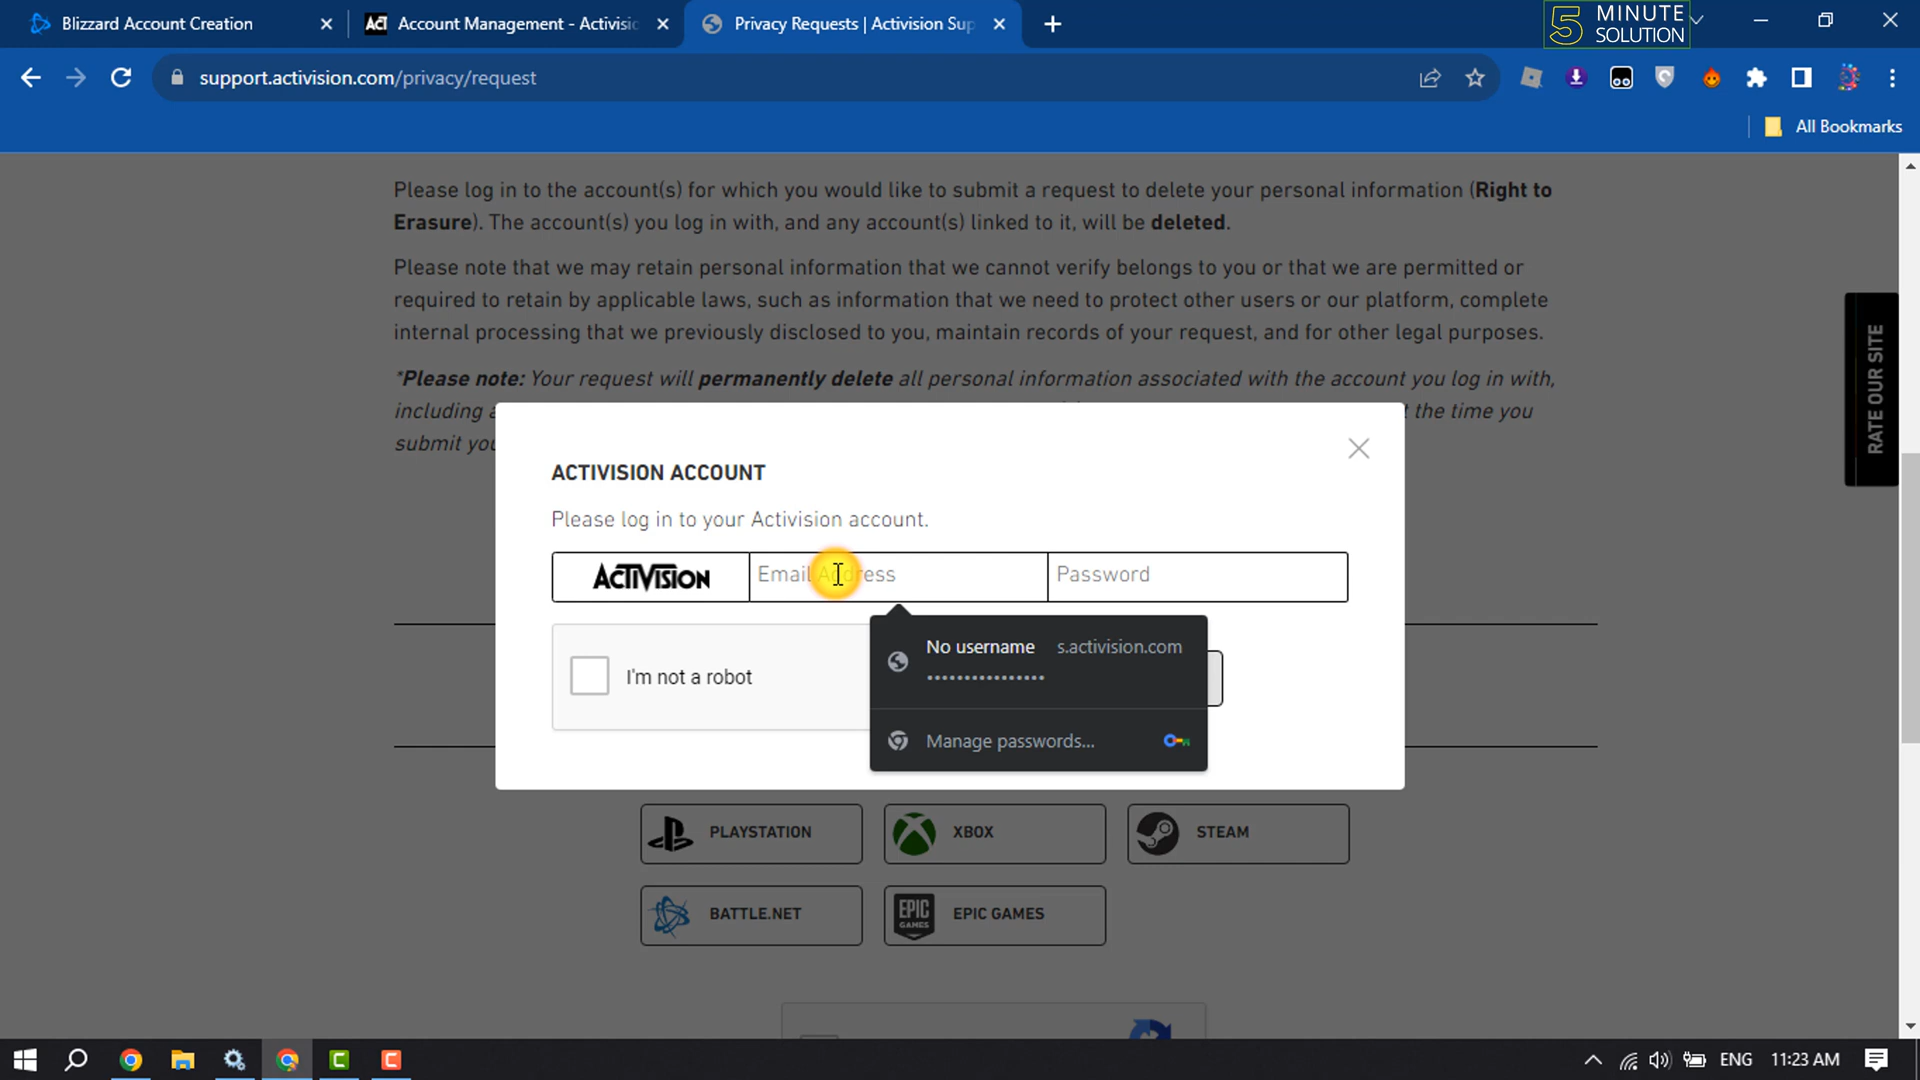 Blizzard Account Creation
ACTi Account Management - Activisio
Privacy Requests | Activision Sup
5 MINUTE
SOLUTION
support.activision.com/privacy/request
All Bookmarks
Please log in to the account(s) for which you would like to submit a request to delete your personal information (Right to
Erasure). The account(s) you log in with, and any account(s) linked to it, will be deleted.
Please note that we may retain personal information that we cannot verify belongs to you or that we are permitted or
required to retain by applicable laws, such as information that we need to protect other users or our platform, complete
internal processing that we previously disclosed to you, maintain records of your request, and for other legal purposes.
*Please note: Your request will permanently delete all personal information associated with the account you log in with,
including
t the time you
submit you
RATE OUR SITE
ACTIVISION ACCOUNT
Please log in to your Activision account.
ACTIVISION
Email Address
Password
I'm not a robot
No username s.activision.com
Manage passwords...
PLAYSTATION
XBOX
STEAM
BATTLE.NET
EPIC GAMES
EPIC GAMES
ENG
11:23 AM